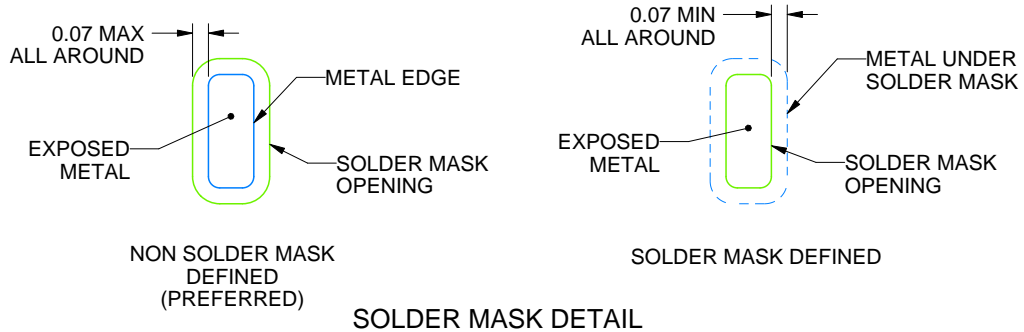 0.07 MAX
ALL AROUND
METAL EDGE
EXPOSED
METAL
SOLDER MASK
OPENING
NON SOLDER MASK
DEFINED
(PREFERRED)
0.07 MIN
ALL AROUND
METAL UNDER
SOLDER MASK
EXPOSED
METAL
SOLDER MASK
OPENING
SOLDER MASK DEFINED
SOLDER MASK DETAIL